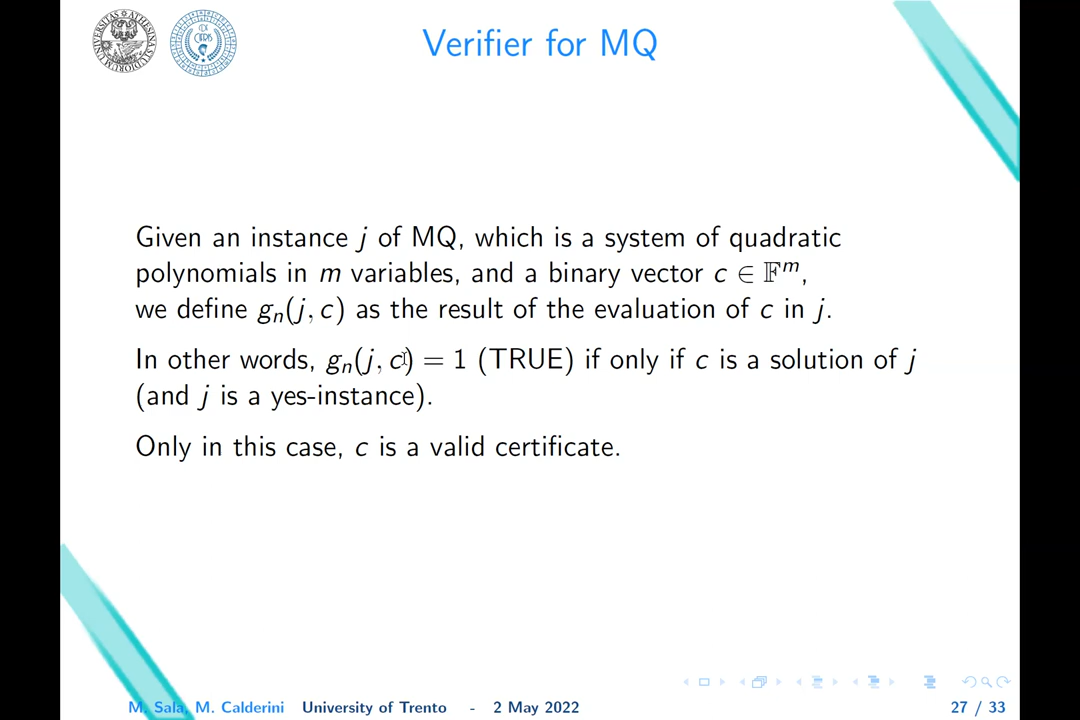 Verifier for MQ
Given an instance j of MQ, which is a system of quadratic
polynomials in m variables, and a binary vector c ∈ 𝔽ᵐ,
we define gₙ(j, c) as the result of the evaluation of c in j.
In other words, gₙ(j, c) = 1 (TRUE) if only if c is a solution of j
(and j is a yes-instance).
Only in this case, c is a valid certificate.
M. Sala, M. Calderini University of Trento - 2 May 2022 27 / 33